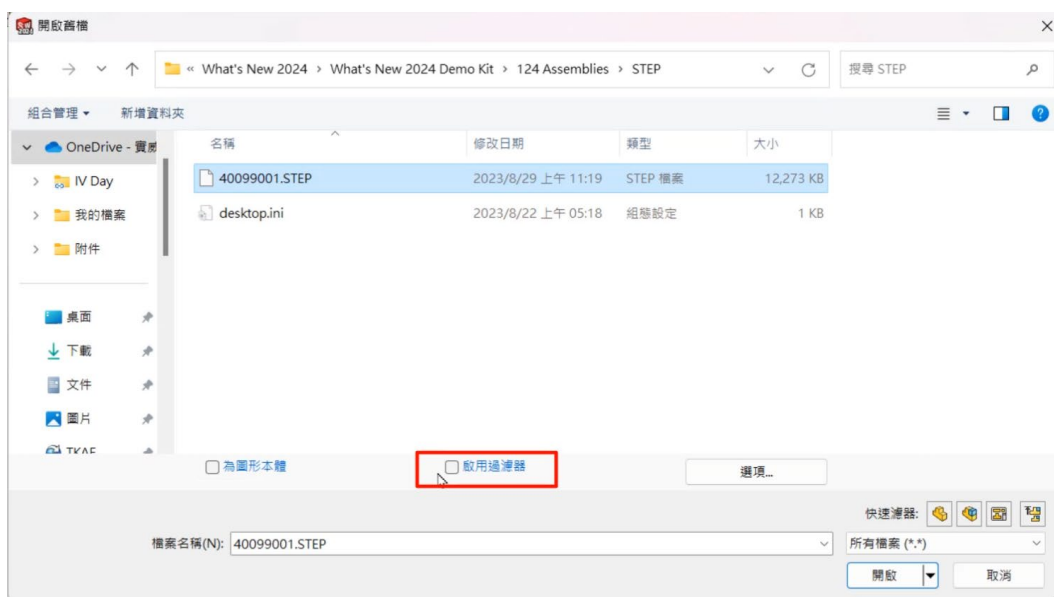 開啟舊檔
« What's New 2024 › What's New 2024 Demo Kit › 124 Assemblies › STEP
搜尋 STEP
組合管理 新增資料夾
名稱 修改日期 類型 大小
OneDrive - 實威
40099001.STEP 2023/8/29 上午 11:19 STEP 檔案 12,273 KB
IV Day
desktop.ini 2023/8/22 上午 05:18 組態設定 1 KB
我的檔案
附件
桌面
下載
文件
圖片
TKAF
為圖形本體 啟用過濾器 選項...
快速濾器:
檔案名稱(N): 40099001.STEP 所有檔案 (*.*)
開啟 取消